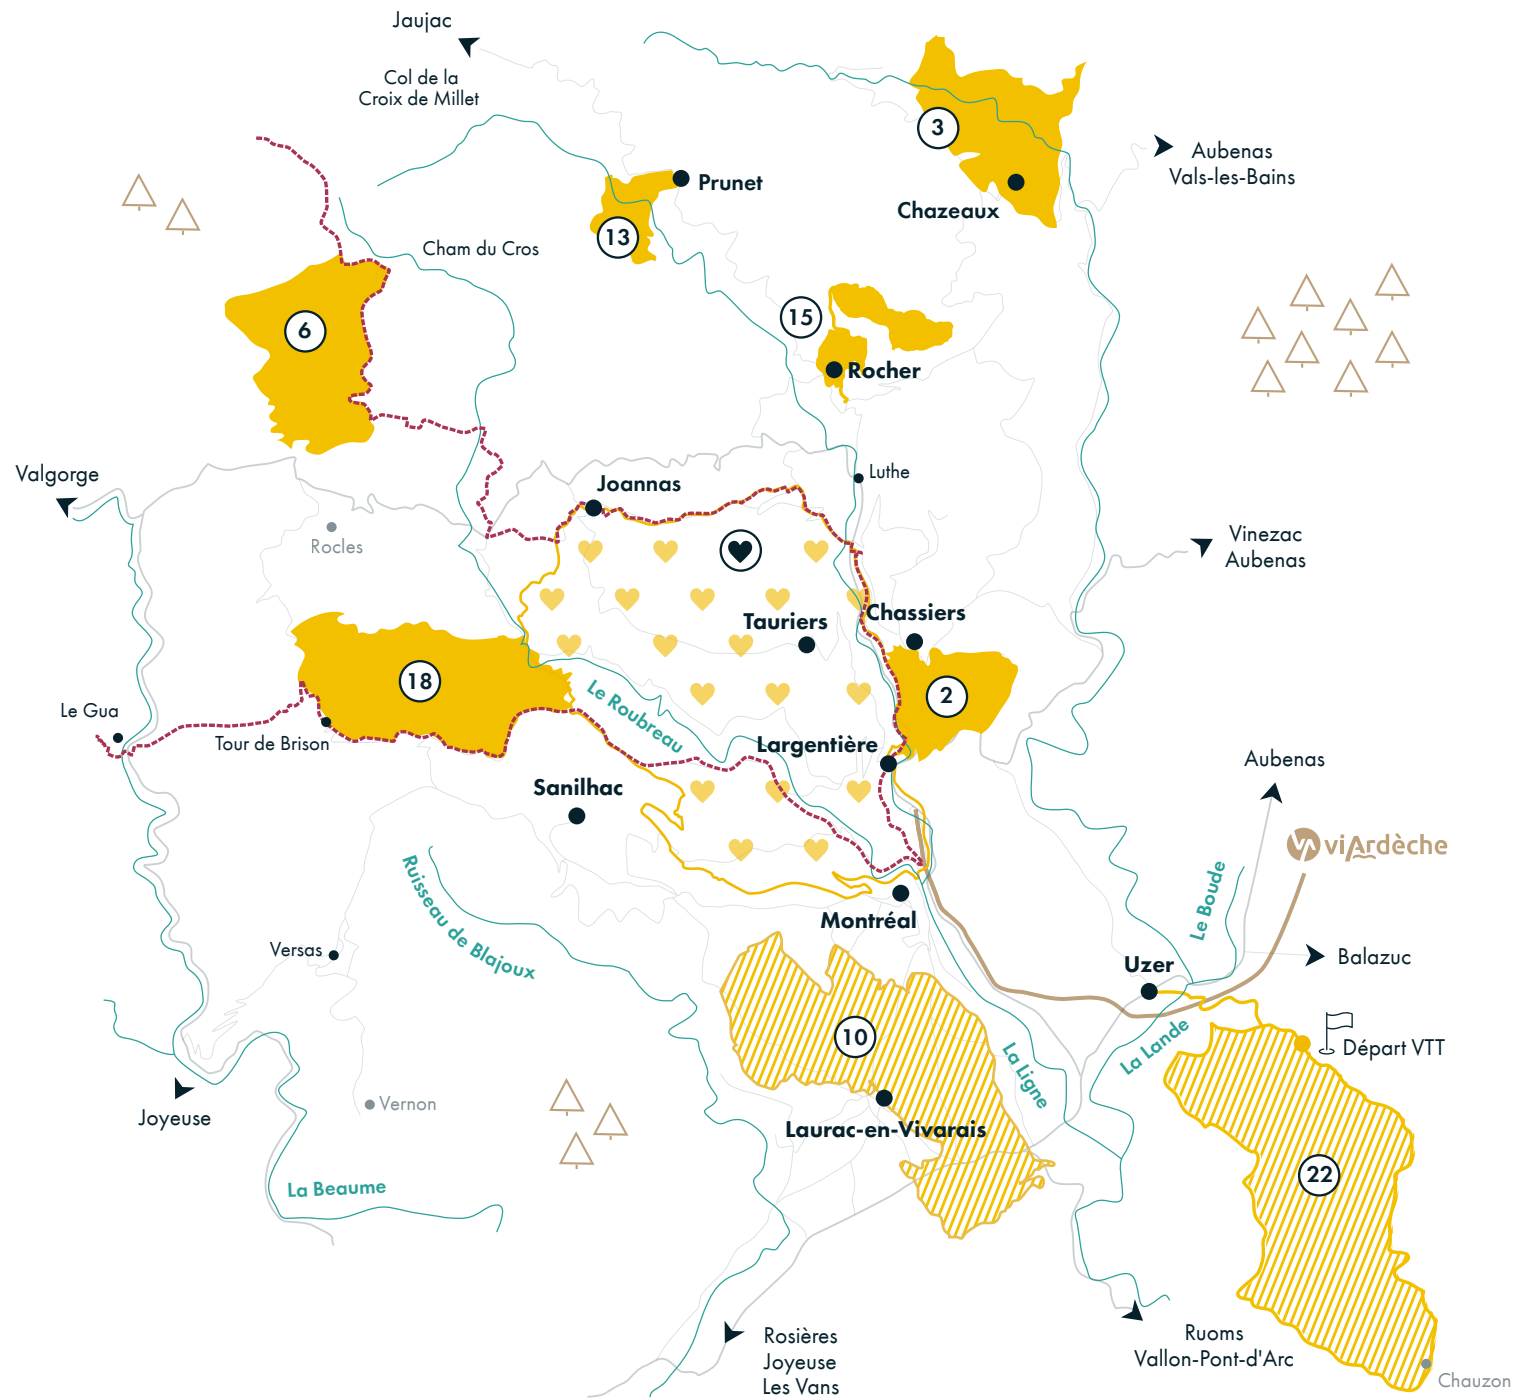 Jaujac
Col de la
Croix de Millet
3
Aubenas
Vals-les-Bains
Prunet
Chazeaux
13
Cham du Cros
15
6
Rocher
Valgorge
Luthe
Joannas
Rocles
Vinezac
Aubenas
Chassiers
Tauriers
18
2
Le Gua
Le Roubreau
Tour de Brison
Largentière
Aubenas
Sanilhac
viArdèche
Ruisseau de Blajoux
Le Boude
Montréal
Versas
Uzer
Balazuc
10
La Lande
Départ VTT
La Ligne
Vernon
Joyeuse
Laurac-en-Vivarais
22
La Beaume
Rosières
Joyeuse
Les Vans
Ruoms
Vallon-Pont-d'Arc
Chauzon